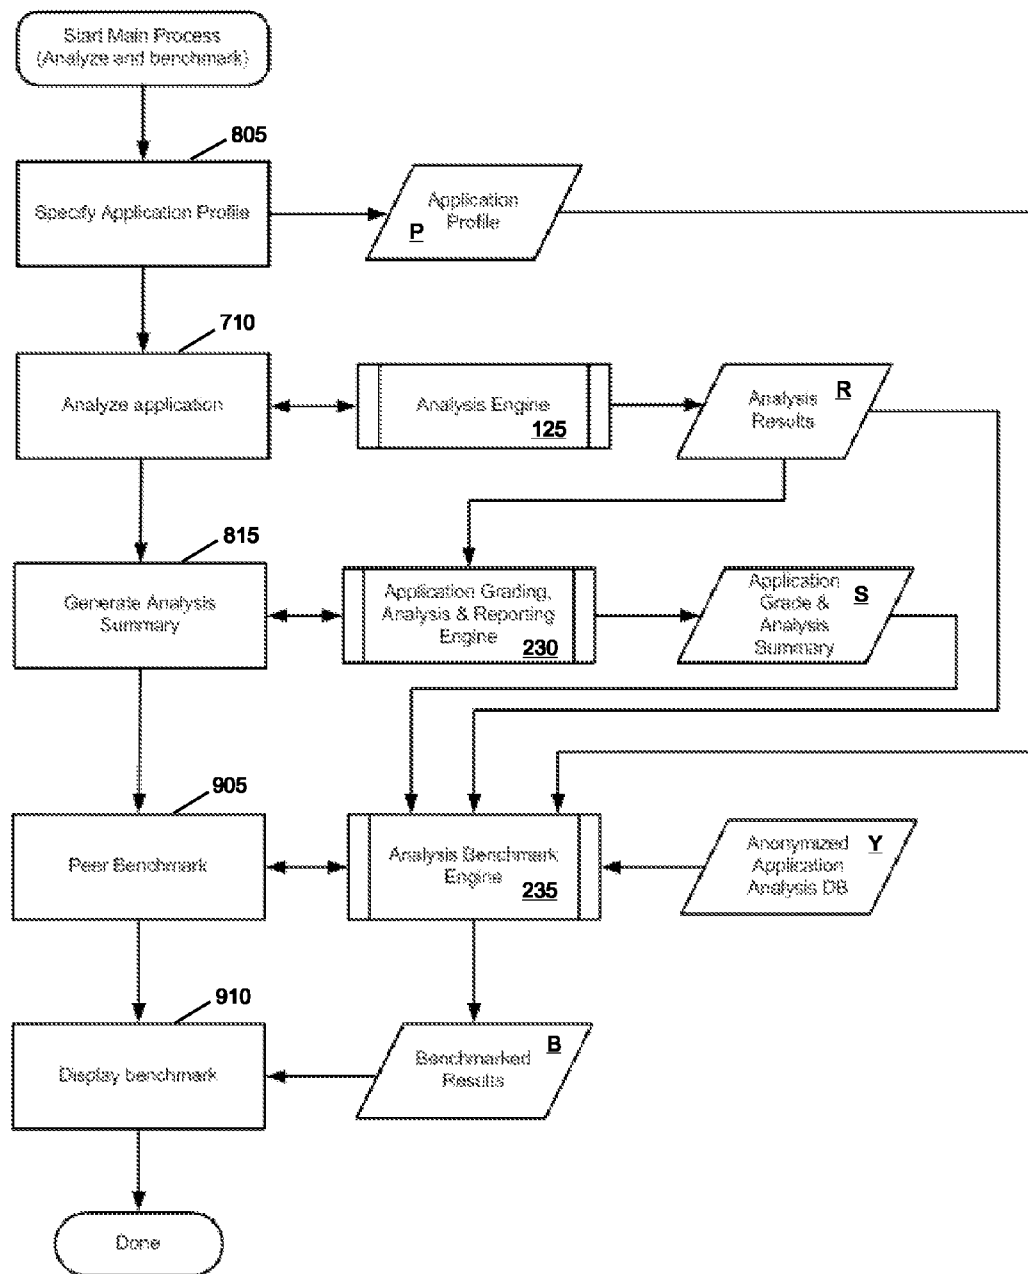 Start Main Process
(Analyze and benchmark)
805
Specify Application Profile
Application
Profile
P
710
Analyze application
Analysis Engine
125
R
Analysis
Results
815
Generate Analysis
Summary
Application Grading,
Analysis & Reporting
Engine
230
Application
Grade &
Analysis
Summary
S
905
Peer Benchmark
Analysis Benchmark
Engine
235
Anonymized
Application
Analysis DB
Y
910
Display benchmark
Benchmarked
Results
B
Done